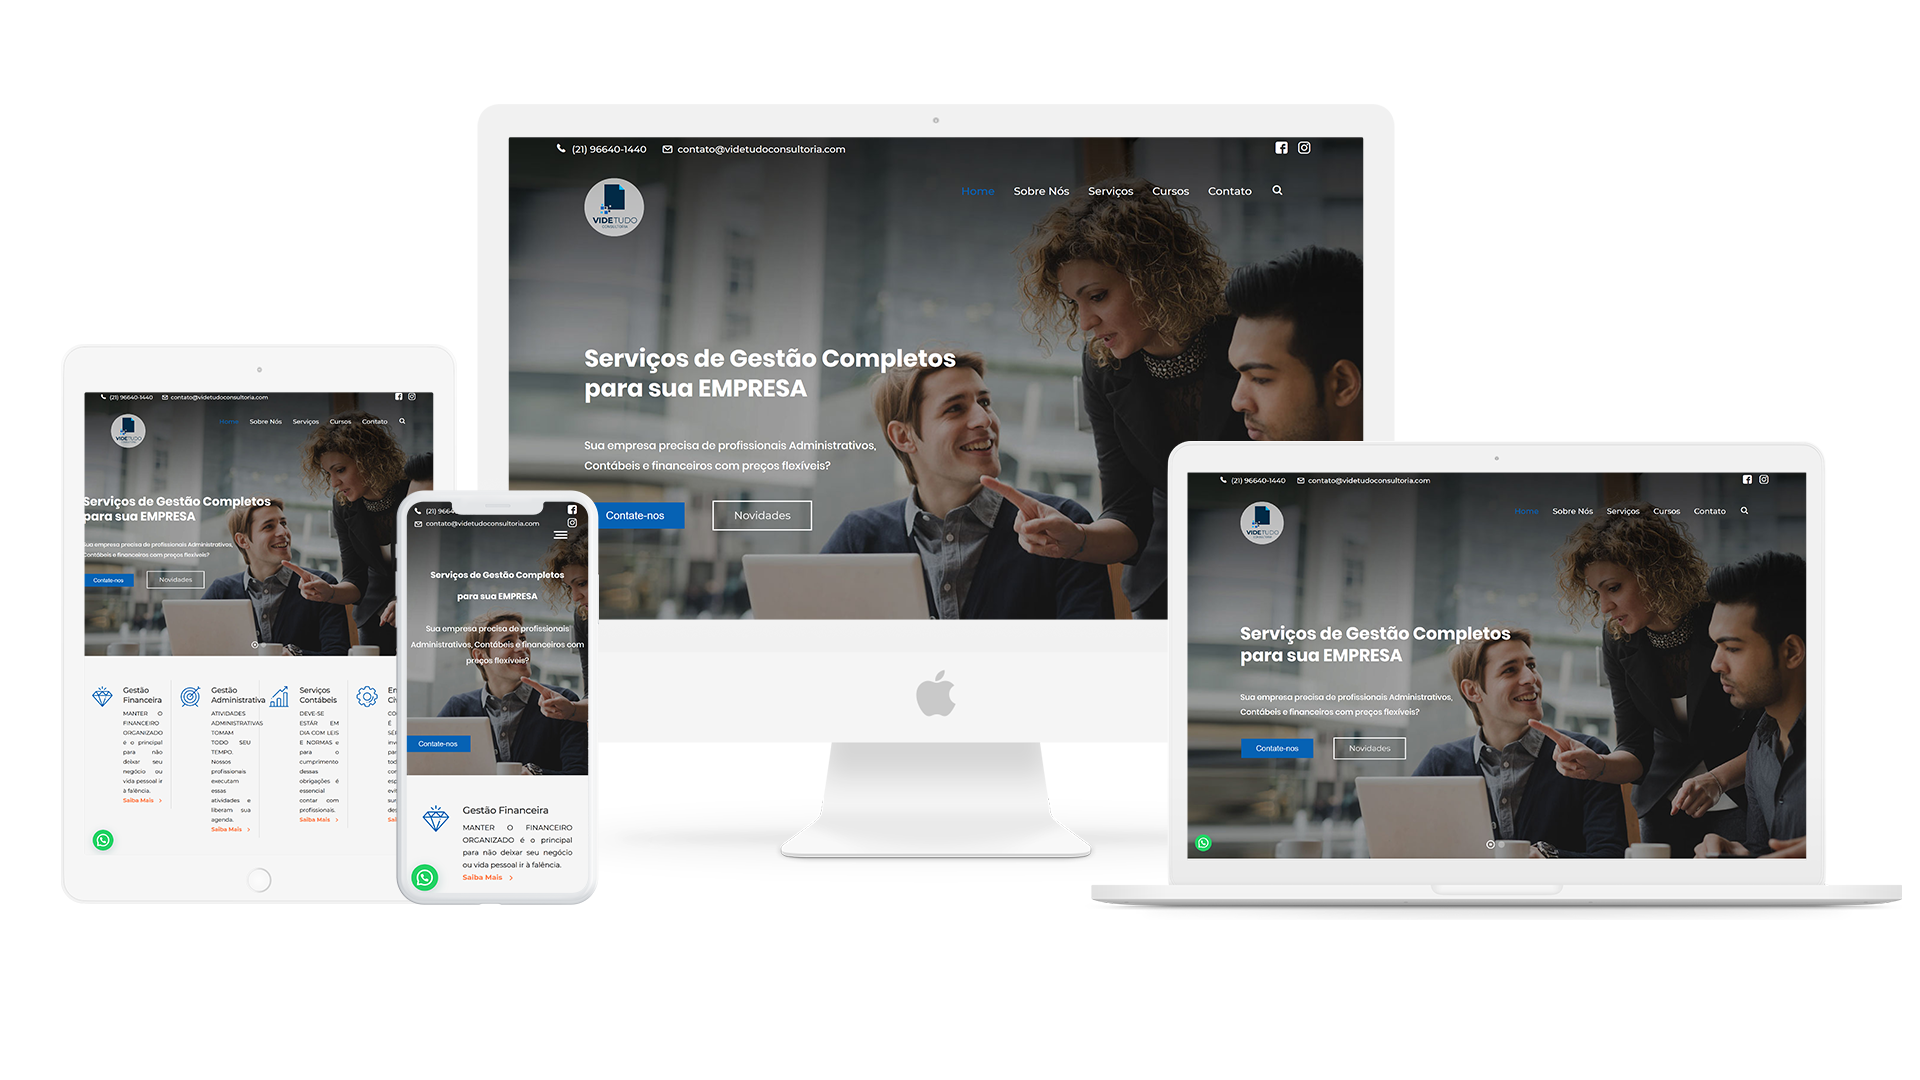 (21) 96640-1440 contato@videtudoconsultoria.com
VIDETUDO
CONSULTORIA
Home Sobre Nós Serviços Cursos Contato
Serviços de Gestão Completos
para sua EMPRESA
Sua empresa precisa de profissionais Administrativos,
Contábeis e financeiros com preços flexíveis?
Contate-nos Novidades
(21) 96640-1440 contato@videtudoconsultoria.com
VIDETUDO
Home Sobre Nós Serviços Cursos Contato
Serviços de Gestão Completos
para sua EMPRESA
Sua empresa precisa de profissionais Administrativos,
Contábeis e financeiros com preços flexíveis?
Contate-nos Novidades
Gestão
Financeira
MANTER O
FINANCEIRO
ORGANIZADO
é o principal
para não
deixar seu
negócio ou
vida pessoal ir
à falência.
Saiba Mais >
Gestão
Administrativa
ATIVIDADES
ADMINISTRATIVAS
TOMAM
TODO SEU
TEMPO.
Nossos
profissionais
executam
essas
atividades e
liberam sua
agenda.
Saiba Mais >
Serviços
Contábeis
DEVE-SE
ESTÁR EM
DIA COM LEIS
E NORMAS e
para o
cumprimento
dessas
obrigações é
essencial
contar com
profissionais.
Saiba Mais >
(21) 964
contato@videtudoconsultoria.com
Serviços de Gestão Completos
para sua EMPRESA
Sua empresa precisa de profissionais
Administrativos, Contábeis e financeiros com
preços flexíveis?
Contate-nos
Gestão Financeira
MANTER O FINANCEIRO
ORGANIZADO é o principal
para não deixar seu negócio
ou vida pessoal ir à falência.
Saiba Mais >
(21) 96640-1440 contato@videtudoconsultoria.com
VIDETUDO
Home Sobre Nós Serviços Cursos Contato
Serviços de Gestão Completos
para sua EMPRESA
Sua empresa precisa de profissionais Administrativos,
Contábeis e financeiros com preços flexíveis?
Contate-nos Novidades